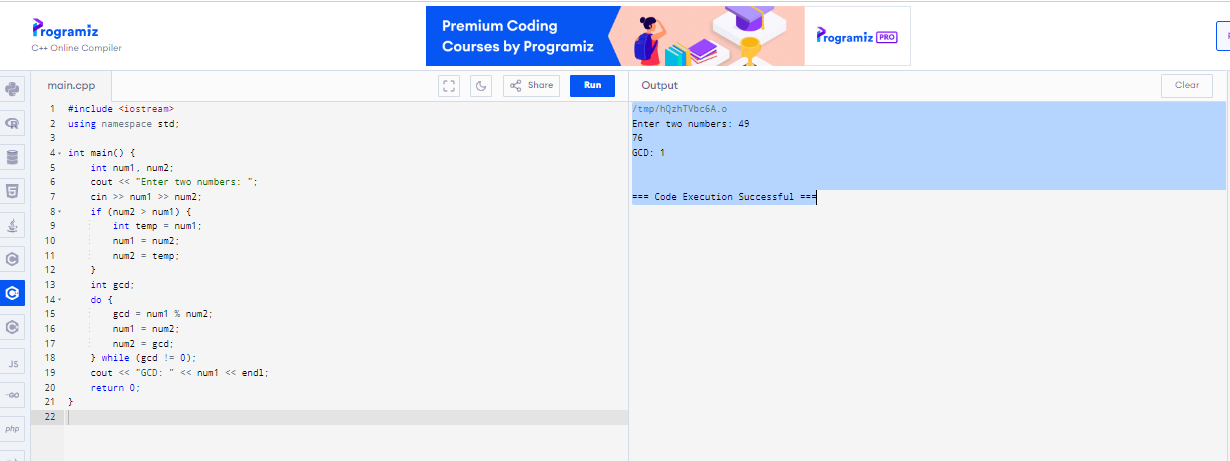 Programiz
C++ Online Compiler
Premium Coding
Courses by Programiz
Programiz PRO
main.cpp
Share
Run
Output
Clear
1 #include <iostream>
2 using namespace std;
3
4 int main() {
5 int num1, num2;
6 cout << "Enter two numbers: ";
7 cin >> num1 >> num2;
8 if (num2 > num1) {
9 int temp = num1;
10 num1 = num2;
11 num2 = temp;
12 }
13 int gcd;
14 do {
15 gcd = num1 % num2;
16 num1 = num2;
17 num2 = gcd;
18 } while (gcd != 0);
19 cout << "GCD: " << num1 << endl;
20 return 0;
21 }
22
/tmp/hQzhTVbc6A.o
Enter two numbers: 49
76
GCD: 1
=== Code Execution Successful ===
JS
GO
php